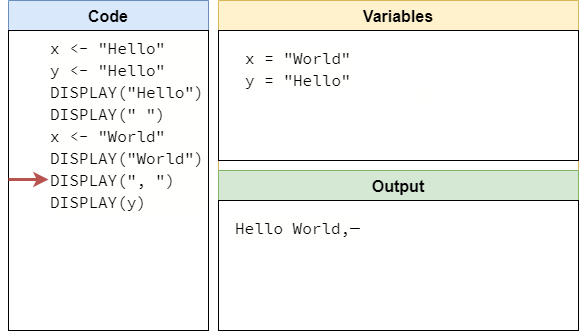 Code
x <- "Hello"
y <- "Hello"
DISPLAY("Hello")
DISPLAY(" ")
x <- "World"
DISPLAY("World")
DISPLAY(", ")
DISPLAY(y)
Variables
x = "World"
y = "Hello"
Output
Hello World,—